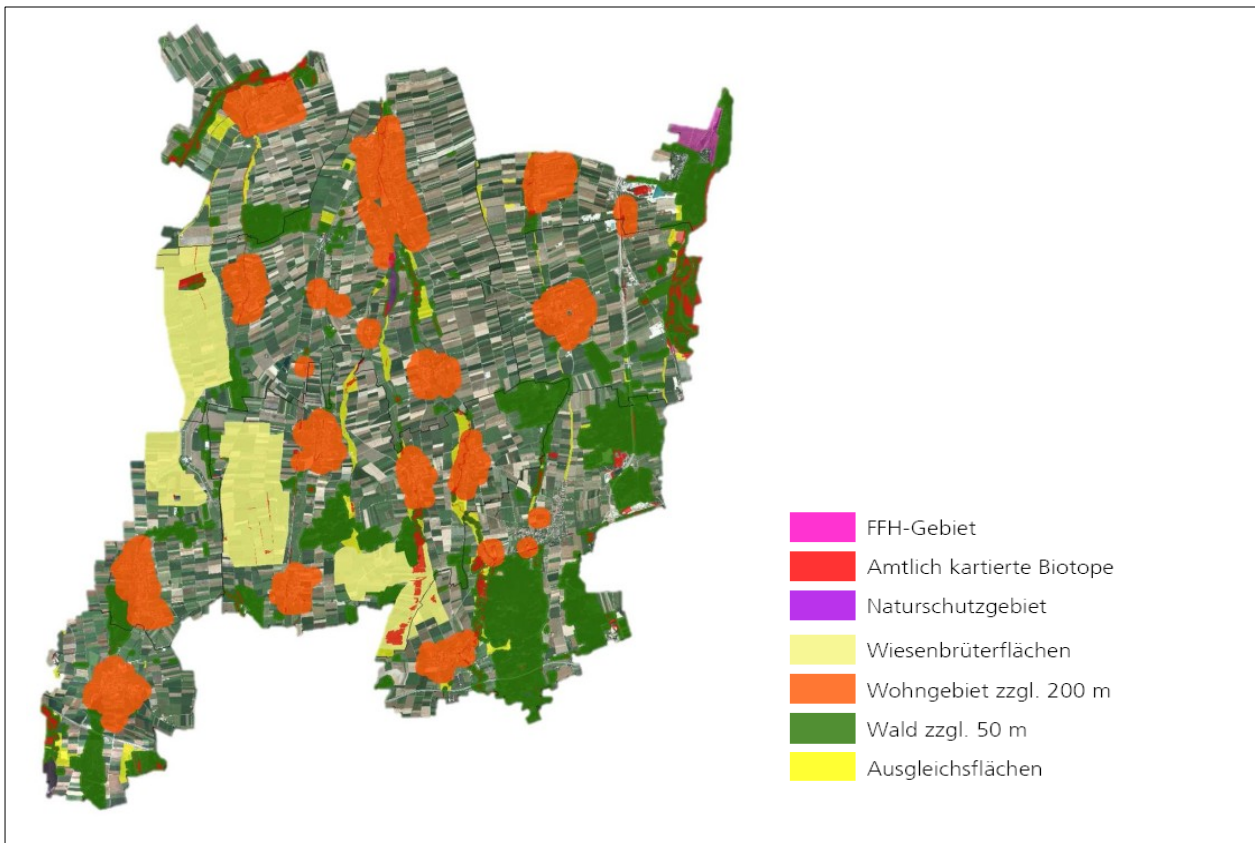 FFH-Gebiet
Amtlich kartierte Biotope
Naturschutzgebiet
Wiesenbrüterflächen
Wohngebiet zzgl. 200 m
Wald zzgl. 50 m
Ausgleichsflächen